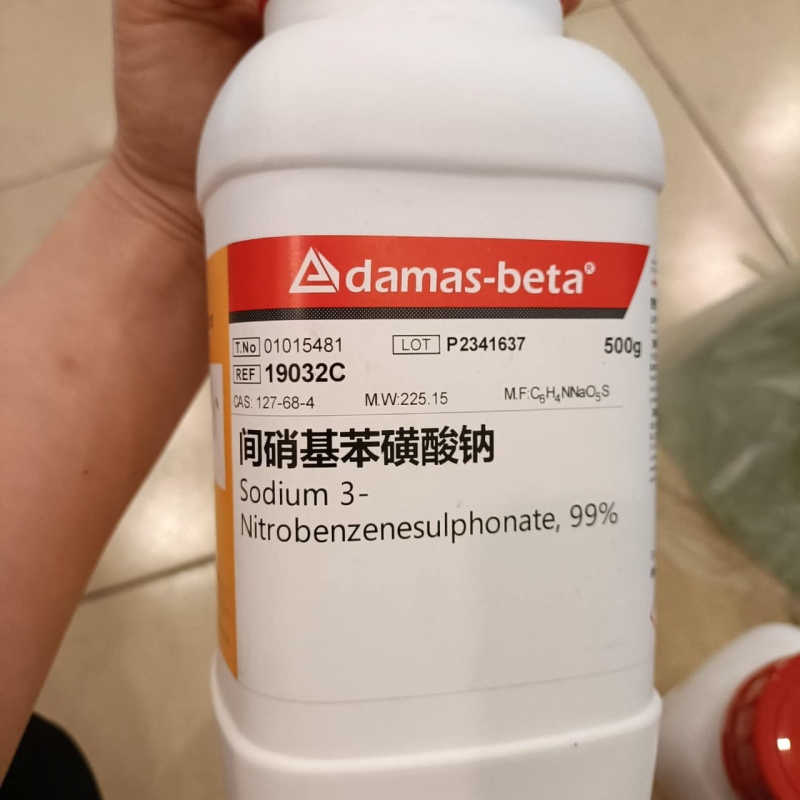 damas-beta®
T.No 01015481 LOT P2341637 500g
REF 19032C
CAS: 127-68-4 M.W:225.15 M.F:C₆H₄NNaO₅S
间硝基苯磺酸钠
Sodium 3-
Nitrobenzenesulphonate, 99%